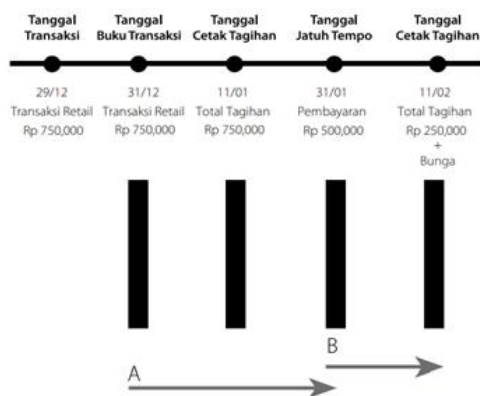 Tanggal
Transaksi
Tanggal
Buku Transaksi
Tanggal
Cetak Tagihan
Tanggal
Jatuh Tempo
Tanggal
Cetak Tagihan
29/12
Transaksi Retail
Rp 750,000
31/12
Transaksi Retail
Rp 750,000
11/01
Total Tagihan
Rp 750,000
31/01
Pembayaran
Rp 500,000
11/02
Total Tagihan
Rp 250,000
+
Bunga
A
B